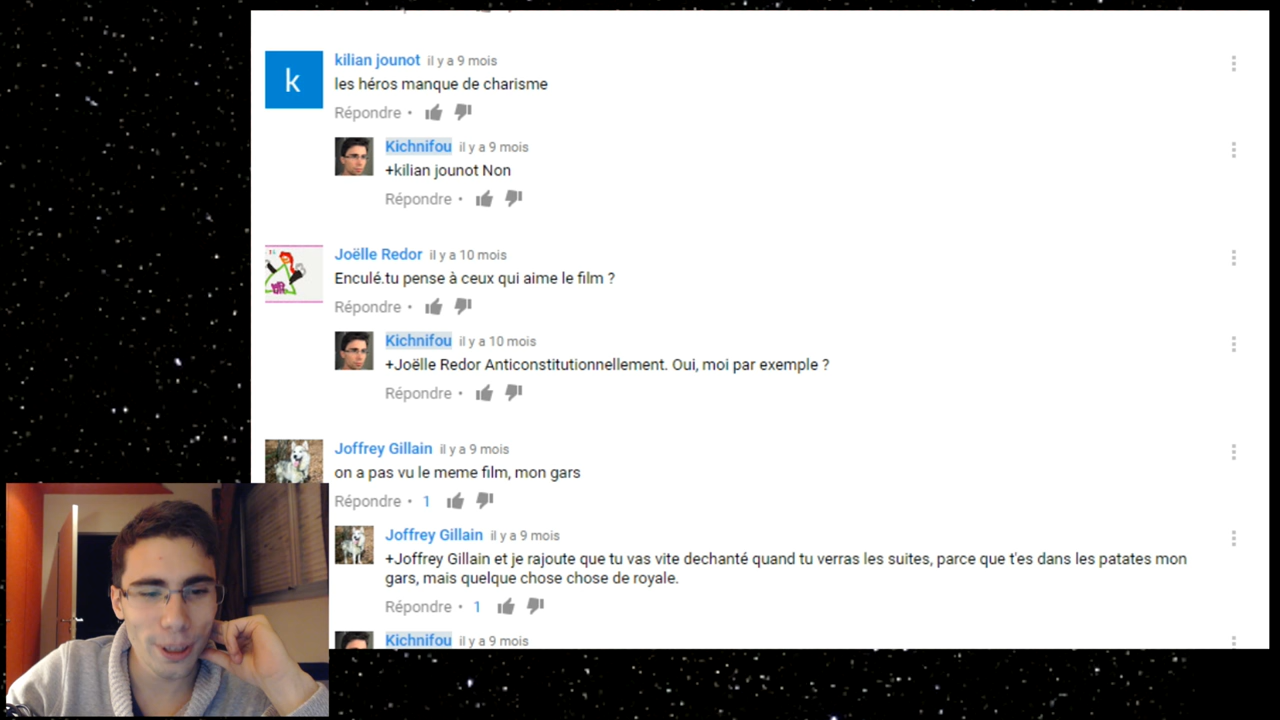 k
kilian jounot il y a 9 mois
les héros manque de charisme
Répondre •
Kichnifou il y a 9 mois
+kilian jounot Non
Répondre •
Joëlle Redor il y a 10 mois
Enculé.tu pense à ceux qui aime le film ?
Répondre •
Kichnifou il y a 10 mois
+Joëlle Redor Anticonstitutionnellement. Oui, moi par exemple ?
Répondre •
Joffrey Gillain il y a 9 mois
on a pas vu le meme film, mon gars
Répondre • 1
Joffrey Gillain il y a 9 mois
+Joffrey Gillain et je rajoute que tu vas vite dechanté quand tu verras les suites, parce que t'es dans les patates mon
gars, mais quelque chose chose de royale.
Répondre • 1
Kichnifou il y a 9 mois